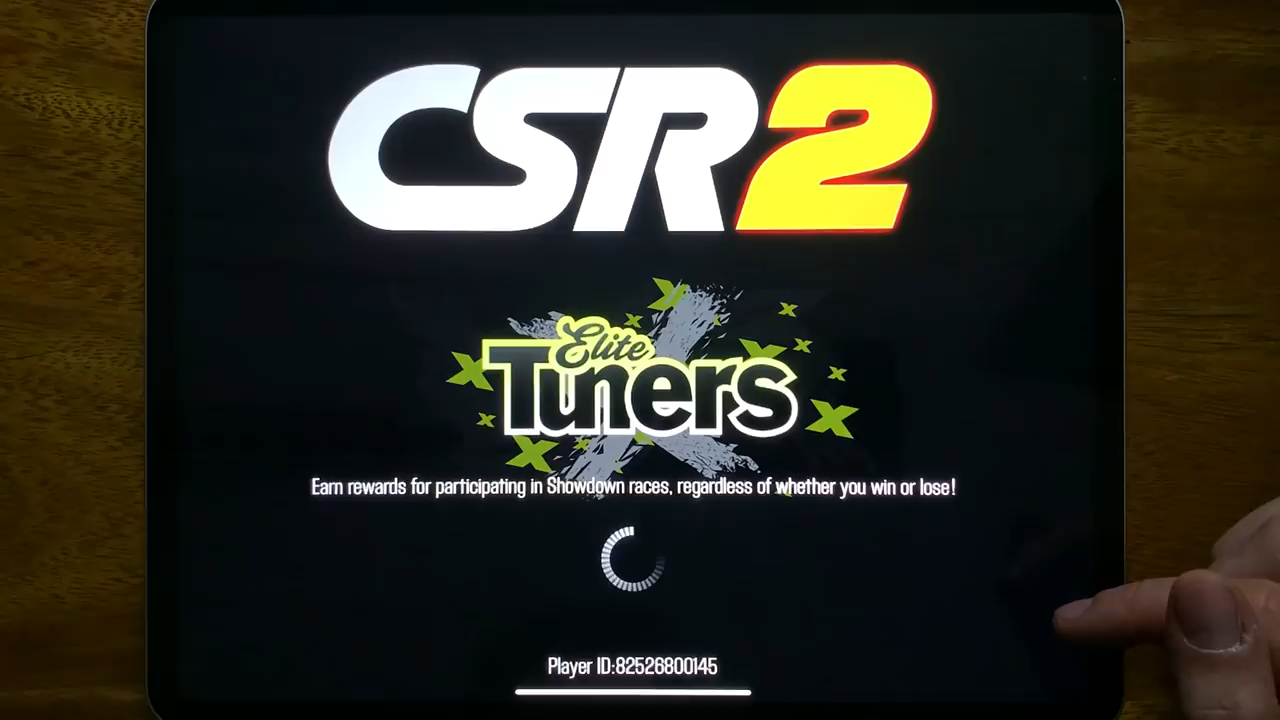 CSR2
Elite
Tuners
Earn rewards for participating in Showdown races, regardless of whether you win or lose!
Player ID:82526800145